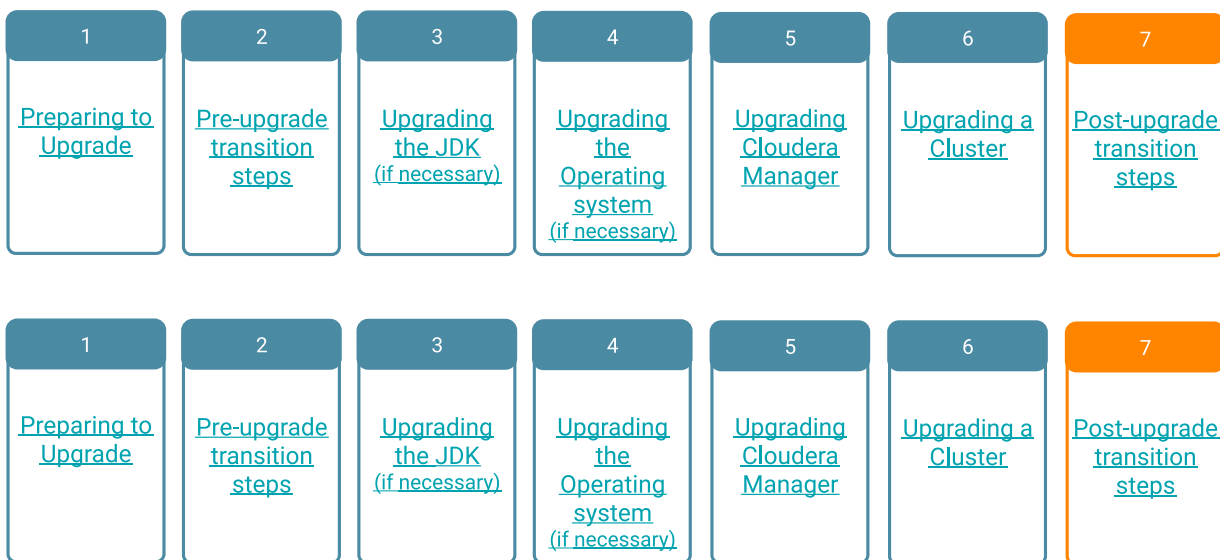 1
Preparing to
Upgrade
2
Pre-upgrade
transition
steps
3
Upgrading
the JDK
(if necessary)
4
Upgrading
the
Operating
system
(if necessary)
5
Upgrading
Cloudera
Manager
6
Upgrading a
Cluster
7
Post-upgrade
transition
steps
1
Preparing to
Upgrade
2
Pre-upgrade
transition
steps
3
Upgrading
the JDK
(if necessary)
4
Upgrading
the
Operating
system
(if necessary)
5
Upgrading
Cloudera
Manager
6
Upgrading a
Cluster
7
Post-upgrade
transition
steps